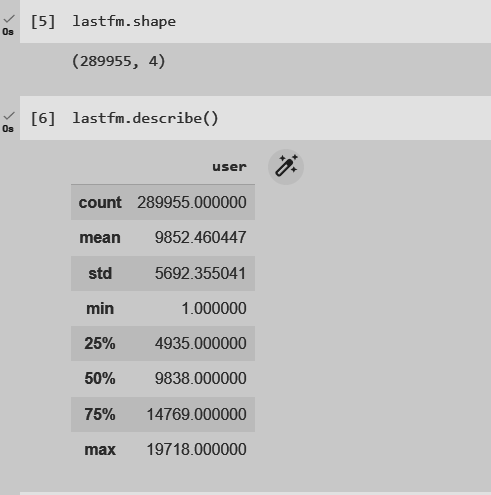 [5] lastfm.shape
0s
(289955, 4)
[6] lastfm.describe()
0s
user
count 289955.000000
mean 9852.460447
std 5692.355041
min 1.000000
25% 4935.000000
50% 9838.000000
75% 14769.000000
max 19718.000000